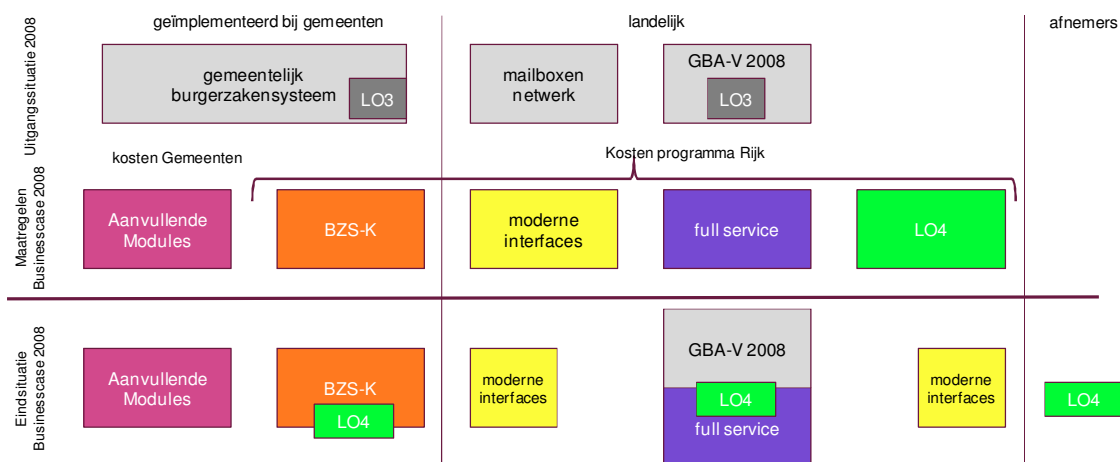 geïmplementeerd bij gemeenten
landelijk
afnemers
Uitgangssituatie 2008
gemeentelijk
burgerzakensysteem
LO3
mailboxen
netwerk
GBA-V 2008
LO3
kosten Gemeenten
Kosten programma Rijk
Maatregelen
Businesscase 2008
Aanvullende
Modules
BZS-K
moderne
interfaces
full service
LO4
Eindsituatie
Businesscase 2008
Aanvullende
Modules
BZS-K
LO4
moderne
interfaces
GBA-V 2008
LO4
full service
moderne
interfaces
LO4